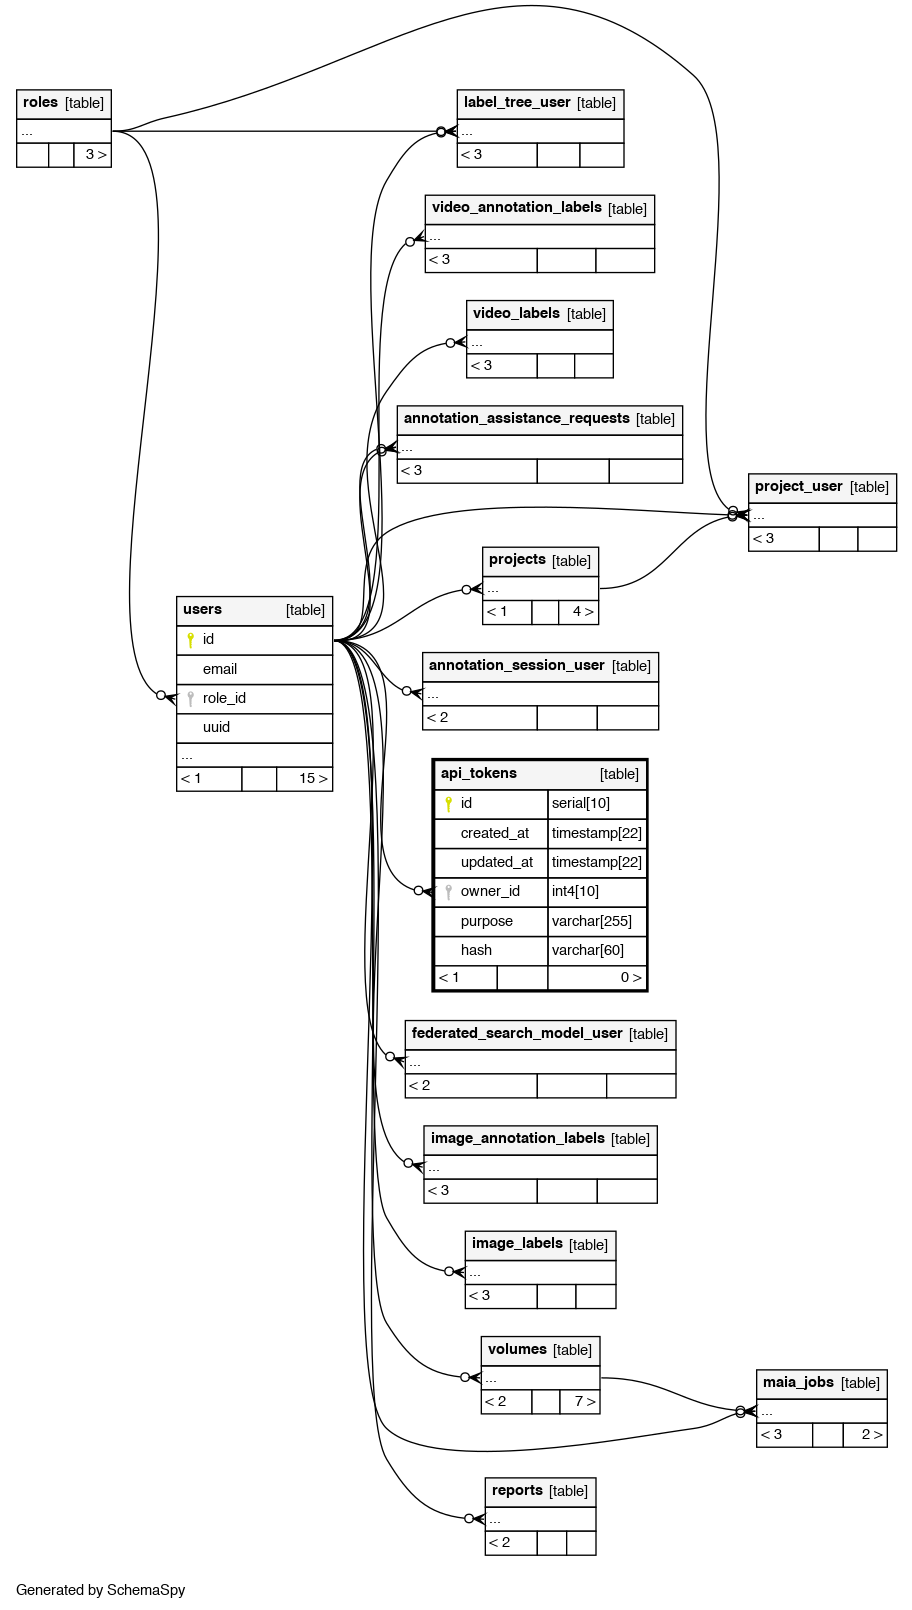 roles [table]
...
3 >
label_tree_user [table]
...
< 3
video_annotation_labels [table]
...
< 3
video_labels [table]
...
< 3
annotation_assistance_requests [table]
...
< 3
project_user [table]
...
< 3
projects [table]
...
< 1 4 >
users [table]
id
email
role_id
uuid
...
< 1 15 >
annotation_session_user [table]
...
< 2
api_tokens [table]
id serial[10]
created_at timestamp[22]
updated_at timestamp[22]
owner_id int4[10]
purpose varchar[255]
hash varchar[60]
< 1 0 >
federated_search_model_user [table]
...
< 2
image_annotation_labels [table]
...
< 3
image_labels [table]
...
< 3
volumes [table]
...
< 2 7 >
maia_jobs [table]
...
< 3 2 >
reports [table]
...
< 2
Generated by SchemaSpy